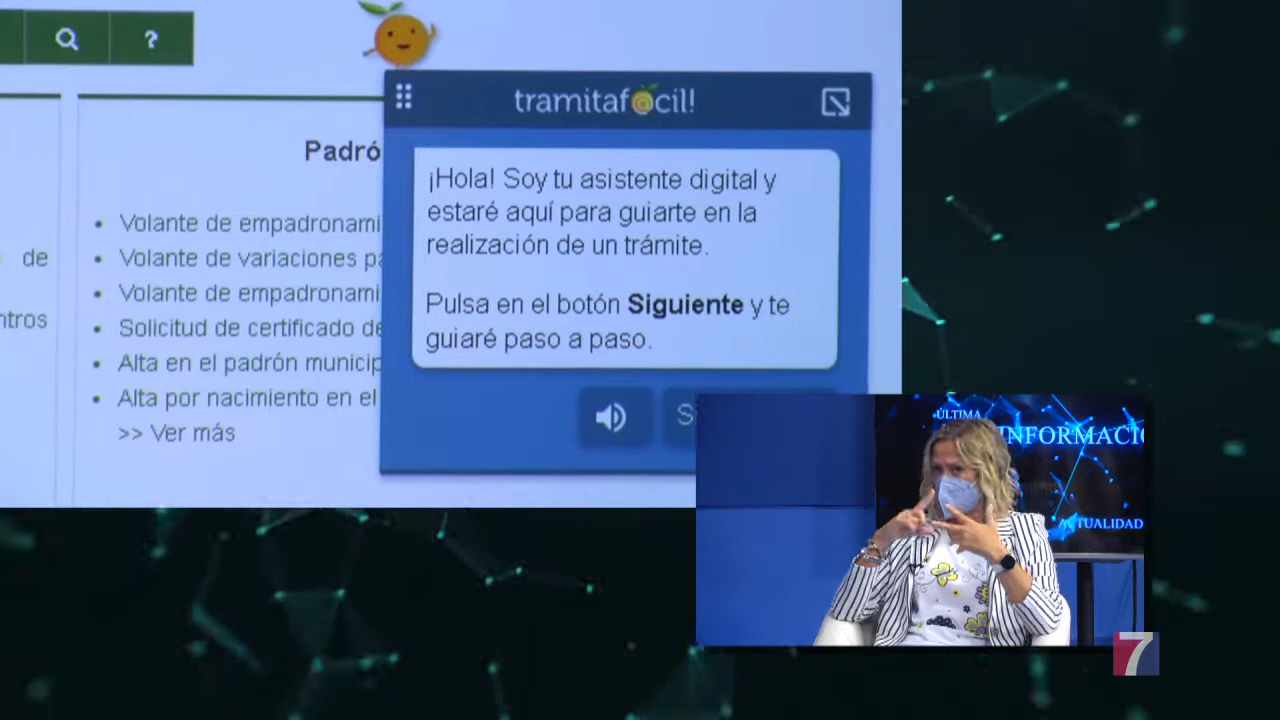 ?
tramitaf@cil!
Padró
¡Hola! Soy tu asistente digital y
estaré aquí para guiarte en la
realización de un trámite.
Pulsa en el botón Siguiente y te
guiaré paso a paso.
de
ntros
• Volante de empadronami
• Volante de variaciones pa
• Volante de empadronami
• Solicitud de certificado de
• Alta en el padrón municip
• Alta por nacimiento en el
>> Ver más
S
ÚLTIMA
INFORMACIÓ
ACTUALIDAD
7